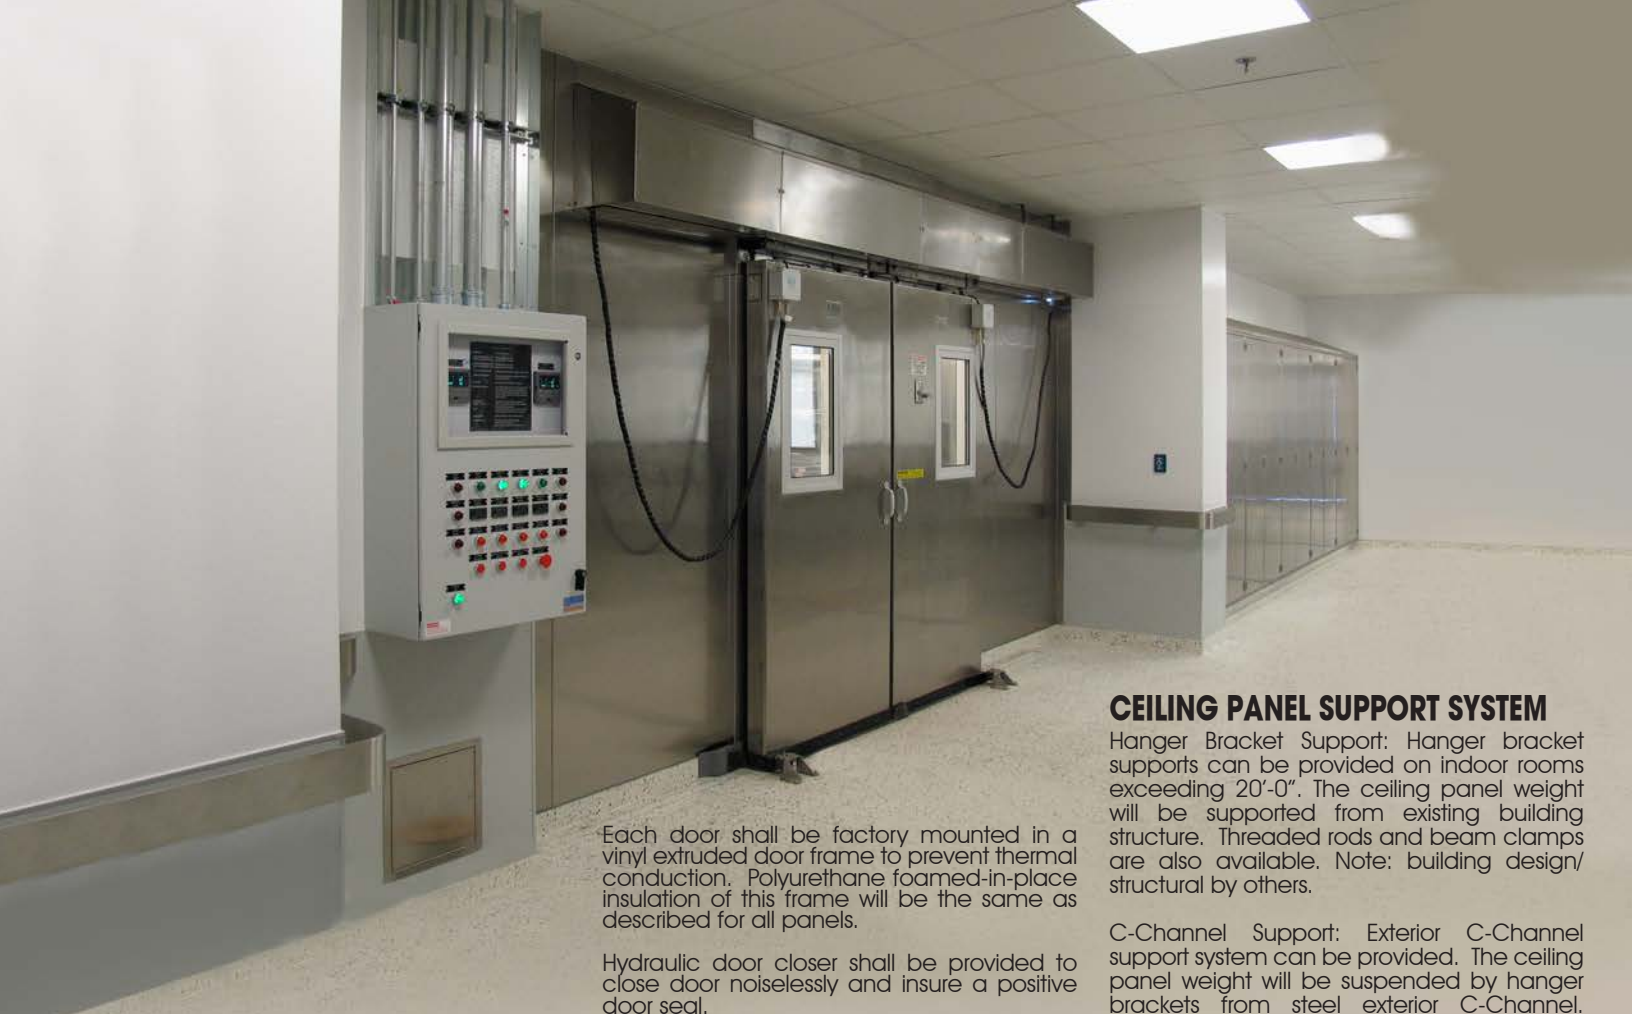 Each door shall be factory mounted in a
vinyl extruded door frame to prevent thermal
conduction. Polyurethane foamed-in-place
insulation of this frame will be the same as
described for all panels.
Hydraulic door closer shall be provided to
close door noiselessly and insure a positive
door seal.
CEILING PANEL SUPPORT SYSTEM
Hanger Bracket Support: Hanger bracket
supports can be provided on indoor rooms
exceeding 20'-0". The ceiling panel weight
will be supported from existing building
structure. Threaded rods and beam clamps
are also available. Note: building design/
structural by others.
C-Channel Support: Exterior C-Channel
support system can be provided. The ceiling
panel weight will be suspended by hanger
brackets from steel exterior C-Channel.